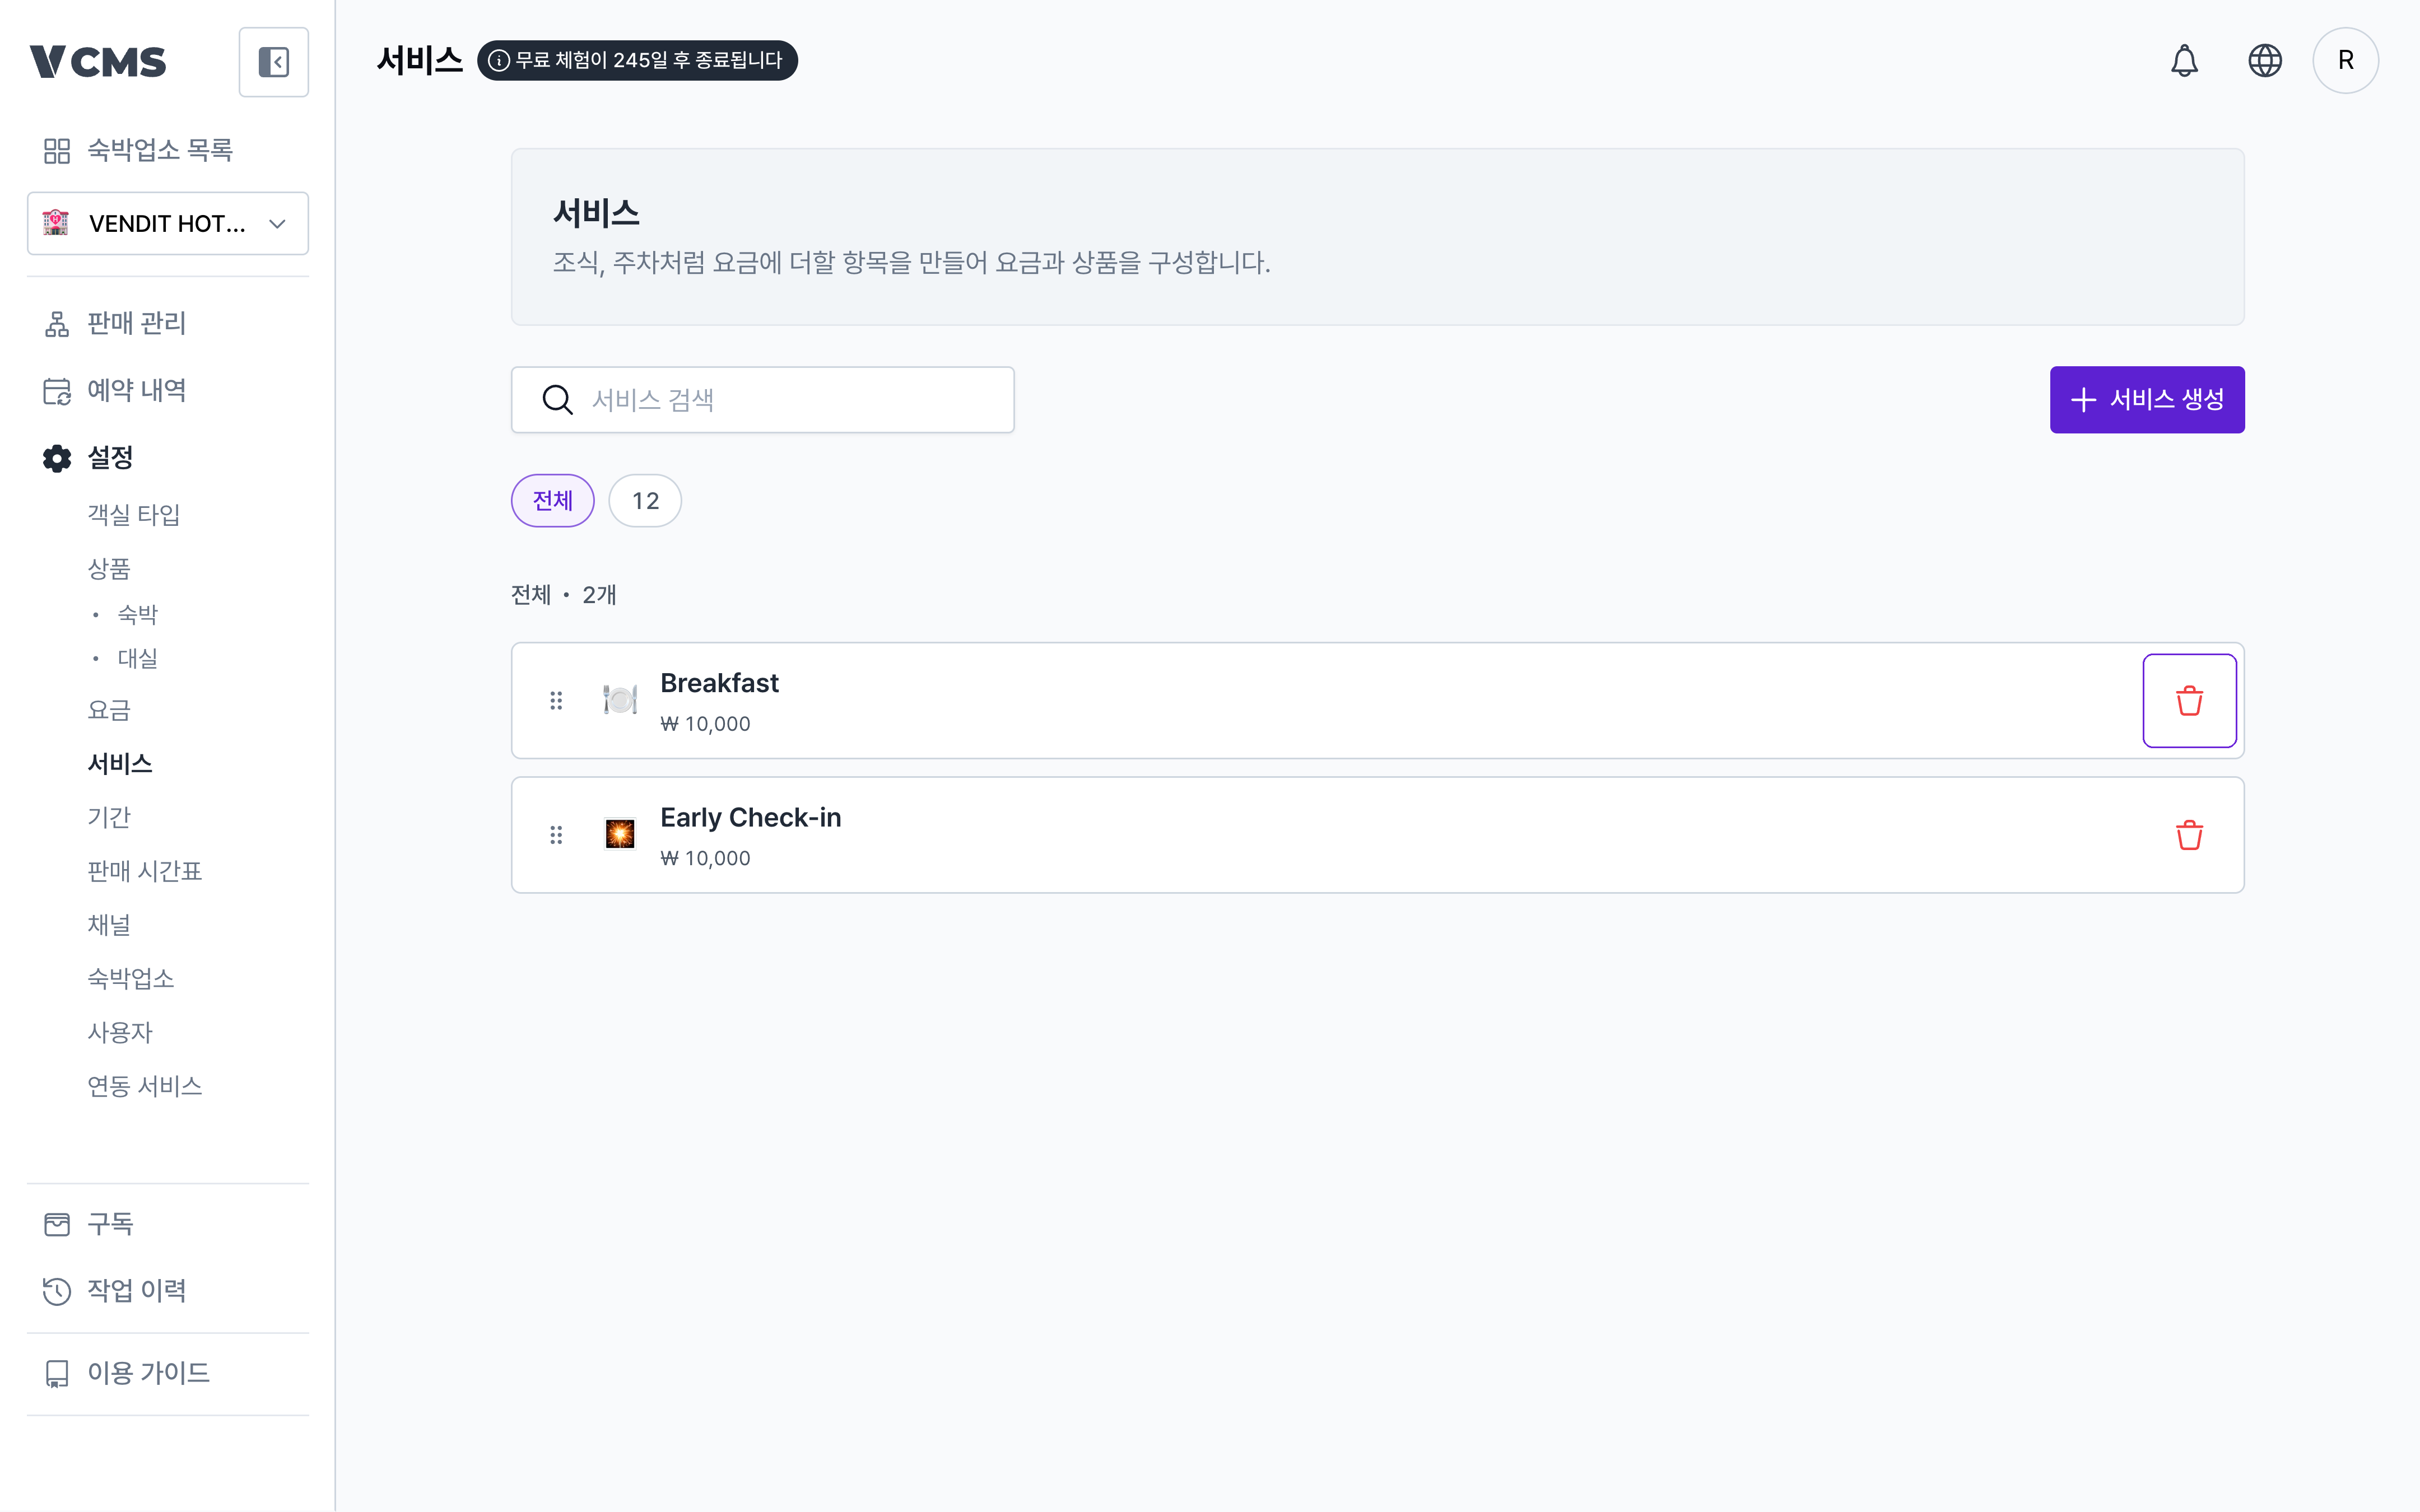 VCMS
숙박업소 목록
VENDIT HOT...
판매 관리
예약 내역
설정
객실 타입
상품
• 숙박
• 대실
요금
서비스
기간
판매 시간표
채널
숙박업소
사용자
연동 서비스
구독
작업 이력
이용 가이드
서비스
무료 체험이 245일 후 종료됩니다
R
서비스
조식, 주차처럼 요금에 더할 항목을 만들어 요금과 상품을 구성합니다.
서비스 검색
서비스 생성
전체
12
전체 • 2개
Breakfast
₩ 10,000
Early Check-in
₩ 10,000